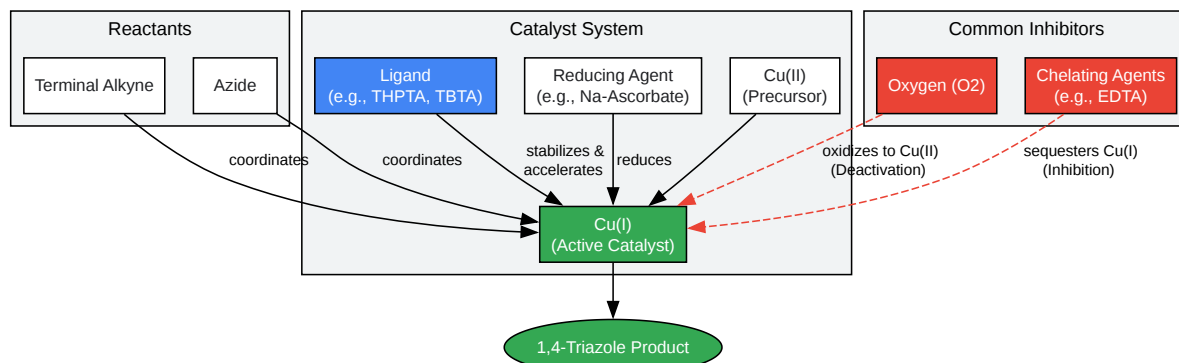 Reactants
Catalyst System
Common Inhibitors
Terminal Alkyne
Azide
Ligand
(e.g., THPTA, TBTA)
Reducing Agent
(e.g., Na-Ascorbate)
Cu(II)
(Precursor)
Oxygen (O2)
Chelating Agents
(e.g., EDTA)
coordinates
coordinates
stabilizes &
accelerates
reduces
oxidizes to Cu(II)
(Deactivation)
sequesters Cu(I)
(Inhibition)
Cu(I)
(Active Catalyst)
1,4-Triazole Product